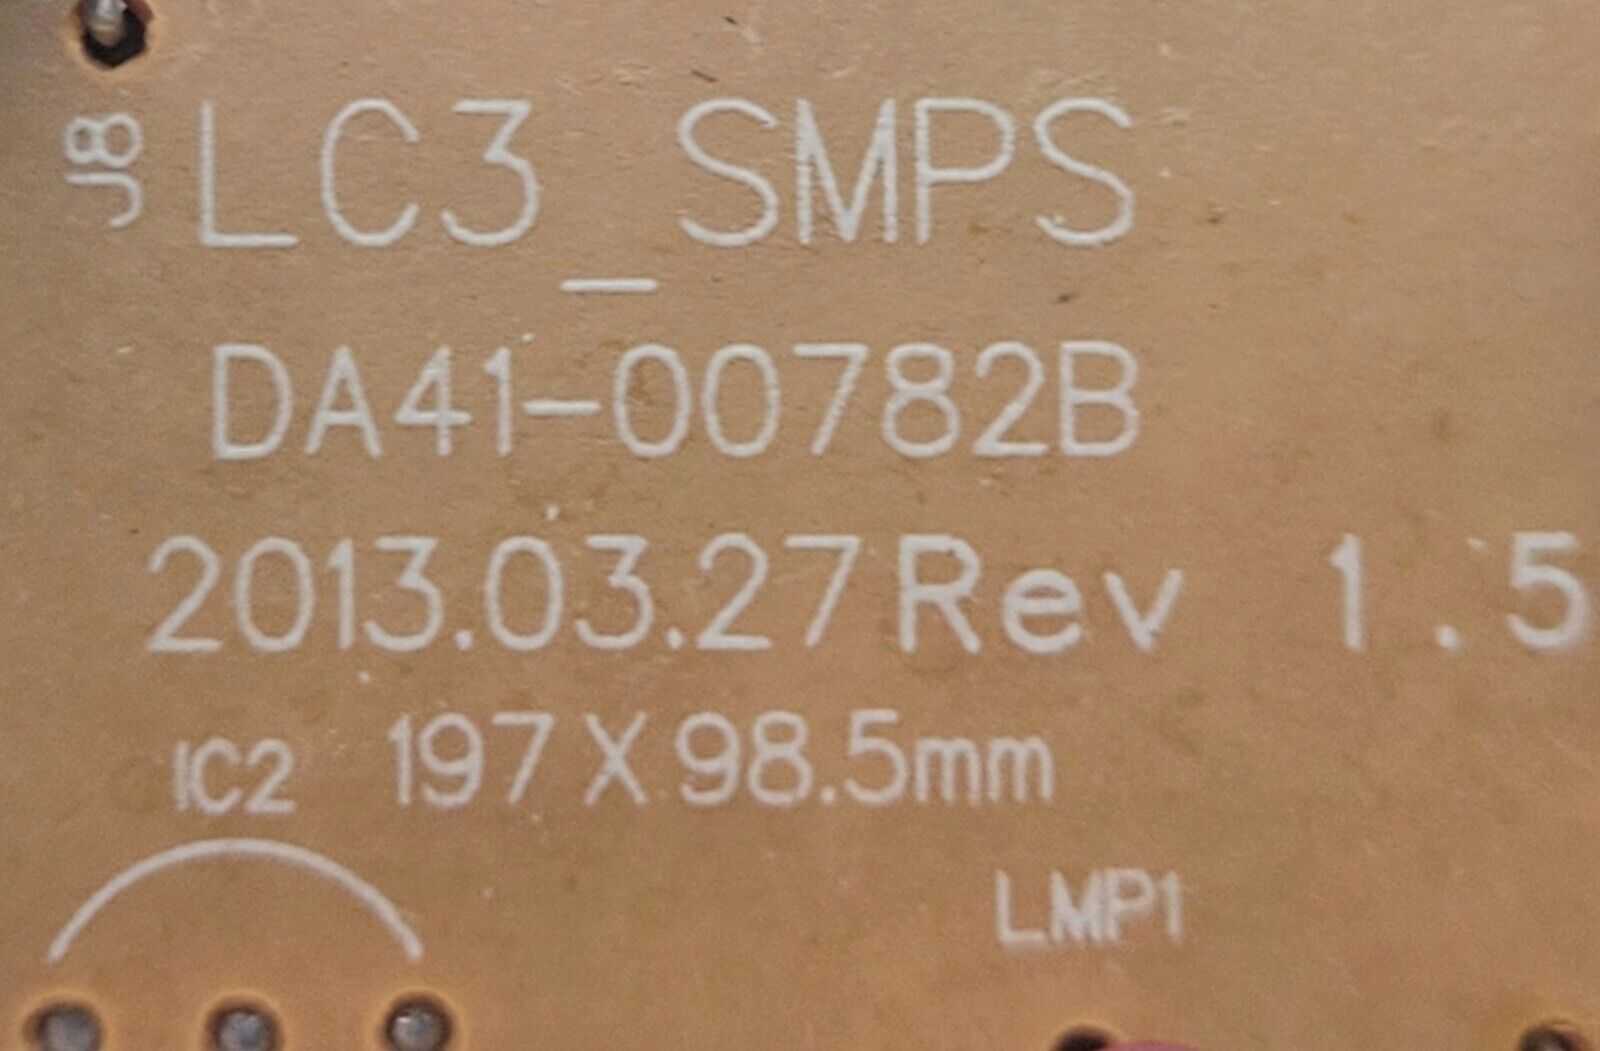 J8
LC3_SMPS
DA41-00782B
2013.03.27 Rev 1.5
IC2 197 X 98.5mm
LMP1